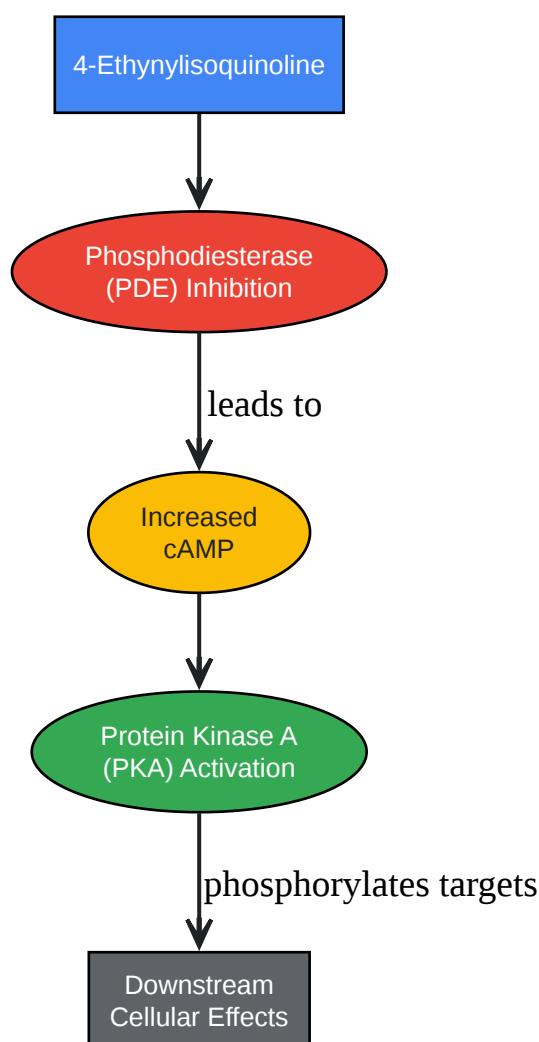 4-Ethynylisoquinoline
Phosphodiesterase
(PDE) Inhibition
leads to
Increased
cAMP
Protein Kinase A
(PKA) Activation
phosphorylates targets
Downstream
Cellular Effects